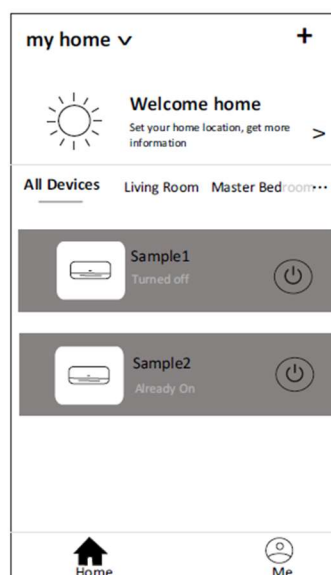 my home
+
Welcome home
Set your home location, get more
information
>
All Devices Living Room Master Bedroom ...
Sample1
Turned off
Sample2
Already On
Home Me